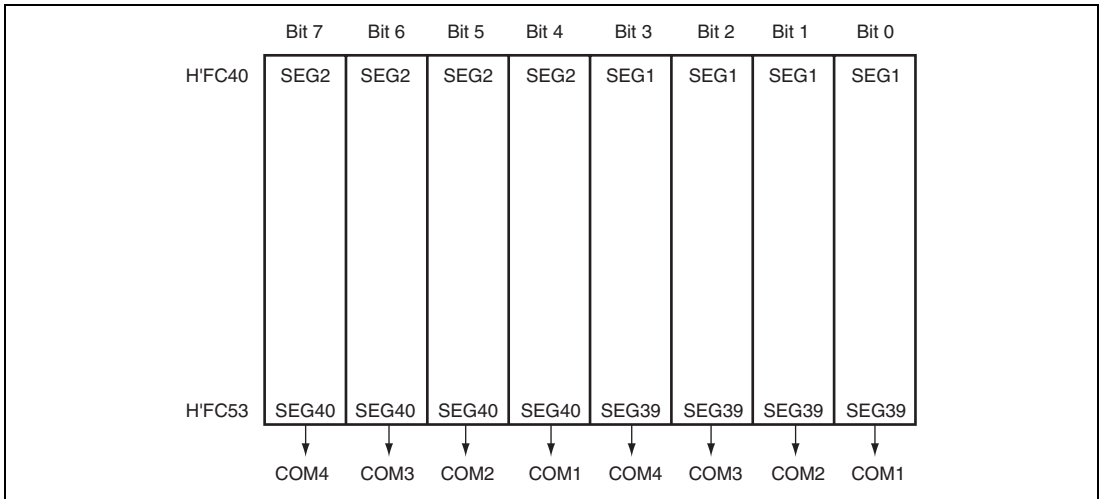 Bit 7 Bit 6 Bit 5 Bit 4 Bit 3 Bit 2 Bit 1 Bit 0
H'FC40 SEG2 SEG2 SEG2 SEG2 SEG1 SEG1 SEG1 SEG1
H'FC53 SEG40 SEG40 SEG40 SEG40 SEG39 SEG39 SEG39 SEG39
COM4 COM3 COM2 COM1 COM4 COM3 COM2 COM1